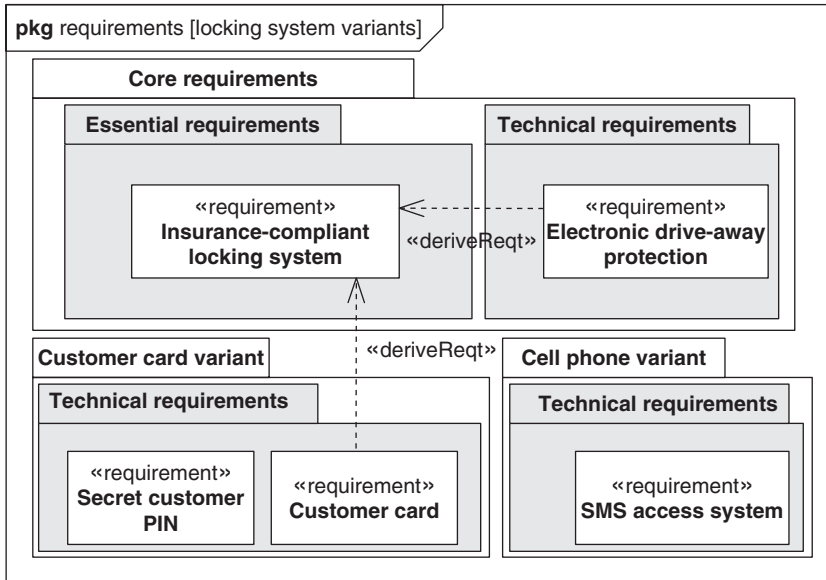 pkg requirements [locking system variants]
Core requirements
Essential requirements
Technical requirements
«requirement»
Insurance-compliant
locking system
«deriveReqt»
«requirement»
Electronic drive-away
protection
«deriveReqt»
Customer card variant
Technical requirements
«requirement»
Secret customer
PIN
«requirement»
Customer card
Cell phone variant
Technical requirements
«requirement»
SMS access system